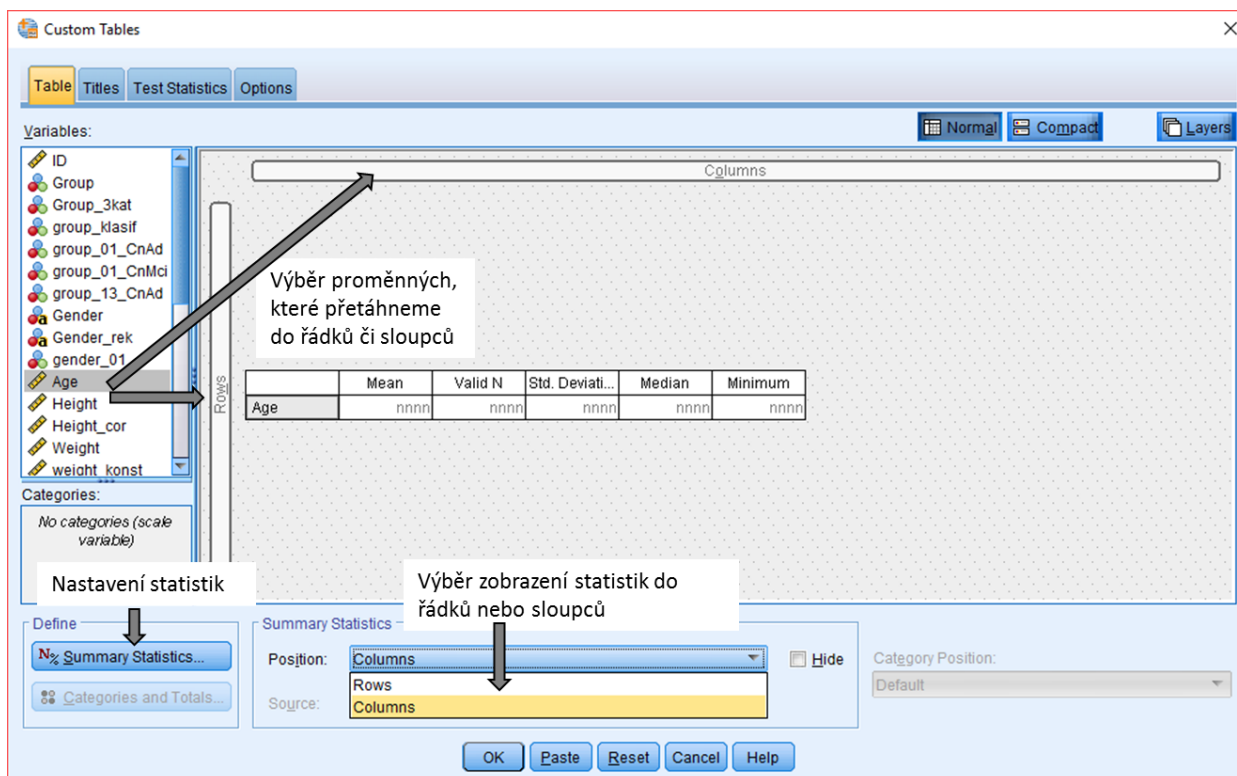 Custom Tables
Table Titles Test Statistics Options
Variables:
Normal Compact Layers
ID
Group
Group_3kat
group_klasif
group_01_CnAd
group_01_CnMci
group_13_CnAd
Gender
Gender_rek
gender_01
Age
Height
Height_cor
Weight
weight_konst
Columns
Rows
Výběr proměnných,
které přetáhneme
do řádků či sloupců
Mean Valid N Std. Deviati... Median Minimum
Age nnnn nnnn nnnn nnnn nnnn
Categories:
No categories (scale
variable)
Nastavení statistik
Výběr zobrazení statistik do
řádků nebo sloupců
Define
N% Summary Statistics...
Categories and Totals...
Summary Statistics
Position: Columns
Hide
Rows
Columns
Source:
Category Position:
Default
OK Paste Reset Cancel Help